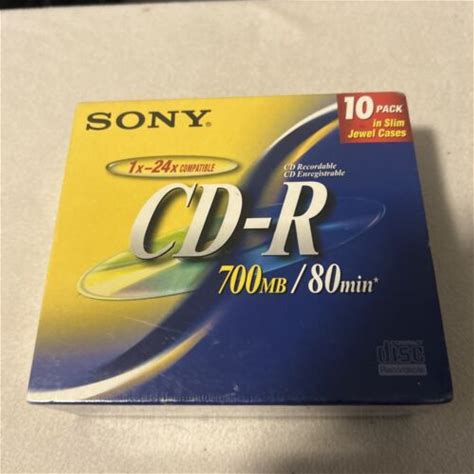 SONY®
10 PACK
in Slim
Jewel Cases
1x-24x COMPATIBLE
CD Recordable
CD Enregistrable
CD-R
700MB/80min*
COMPACT
disc
Recordable